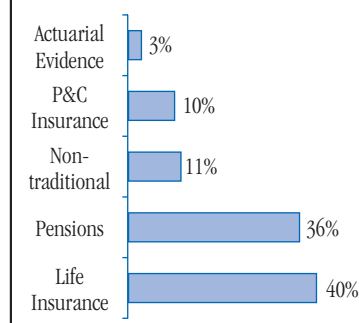 Actuarial
Evidence
3%
P&C
Insurance
10%
Non-
traditional
11%
Pensions
36%
Life
Insurance
40%